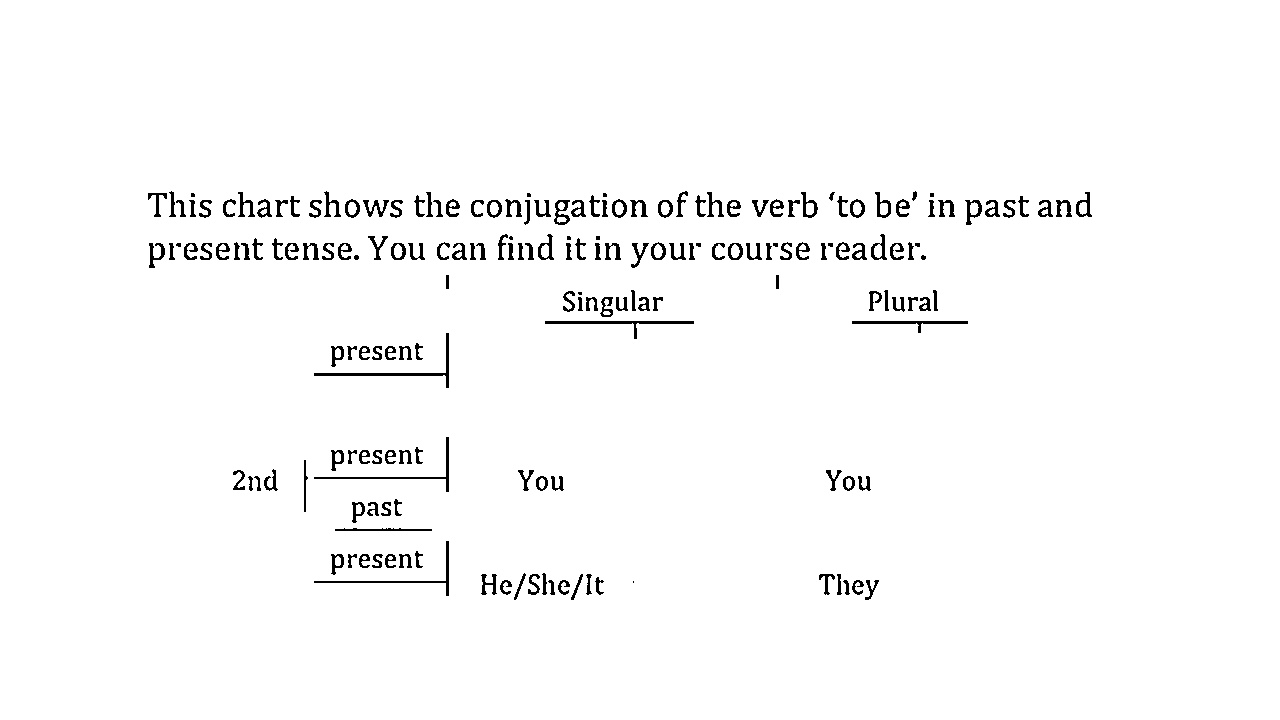 This chart shows the conjugation of the verb ‘to be’ in past and
present tense. You can find it in your course reader.
Singular Plural
present
present
2nd You You
past
present
He/She/It They